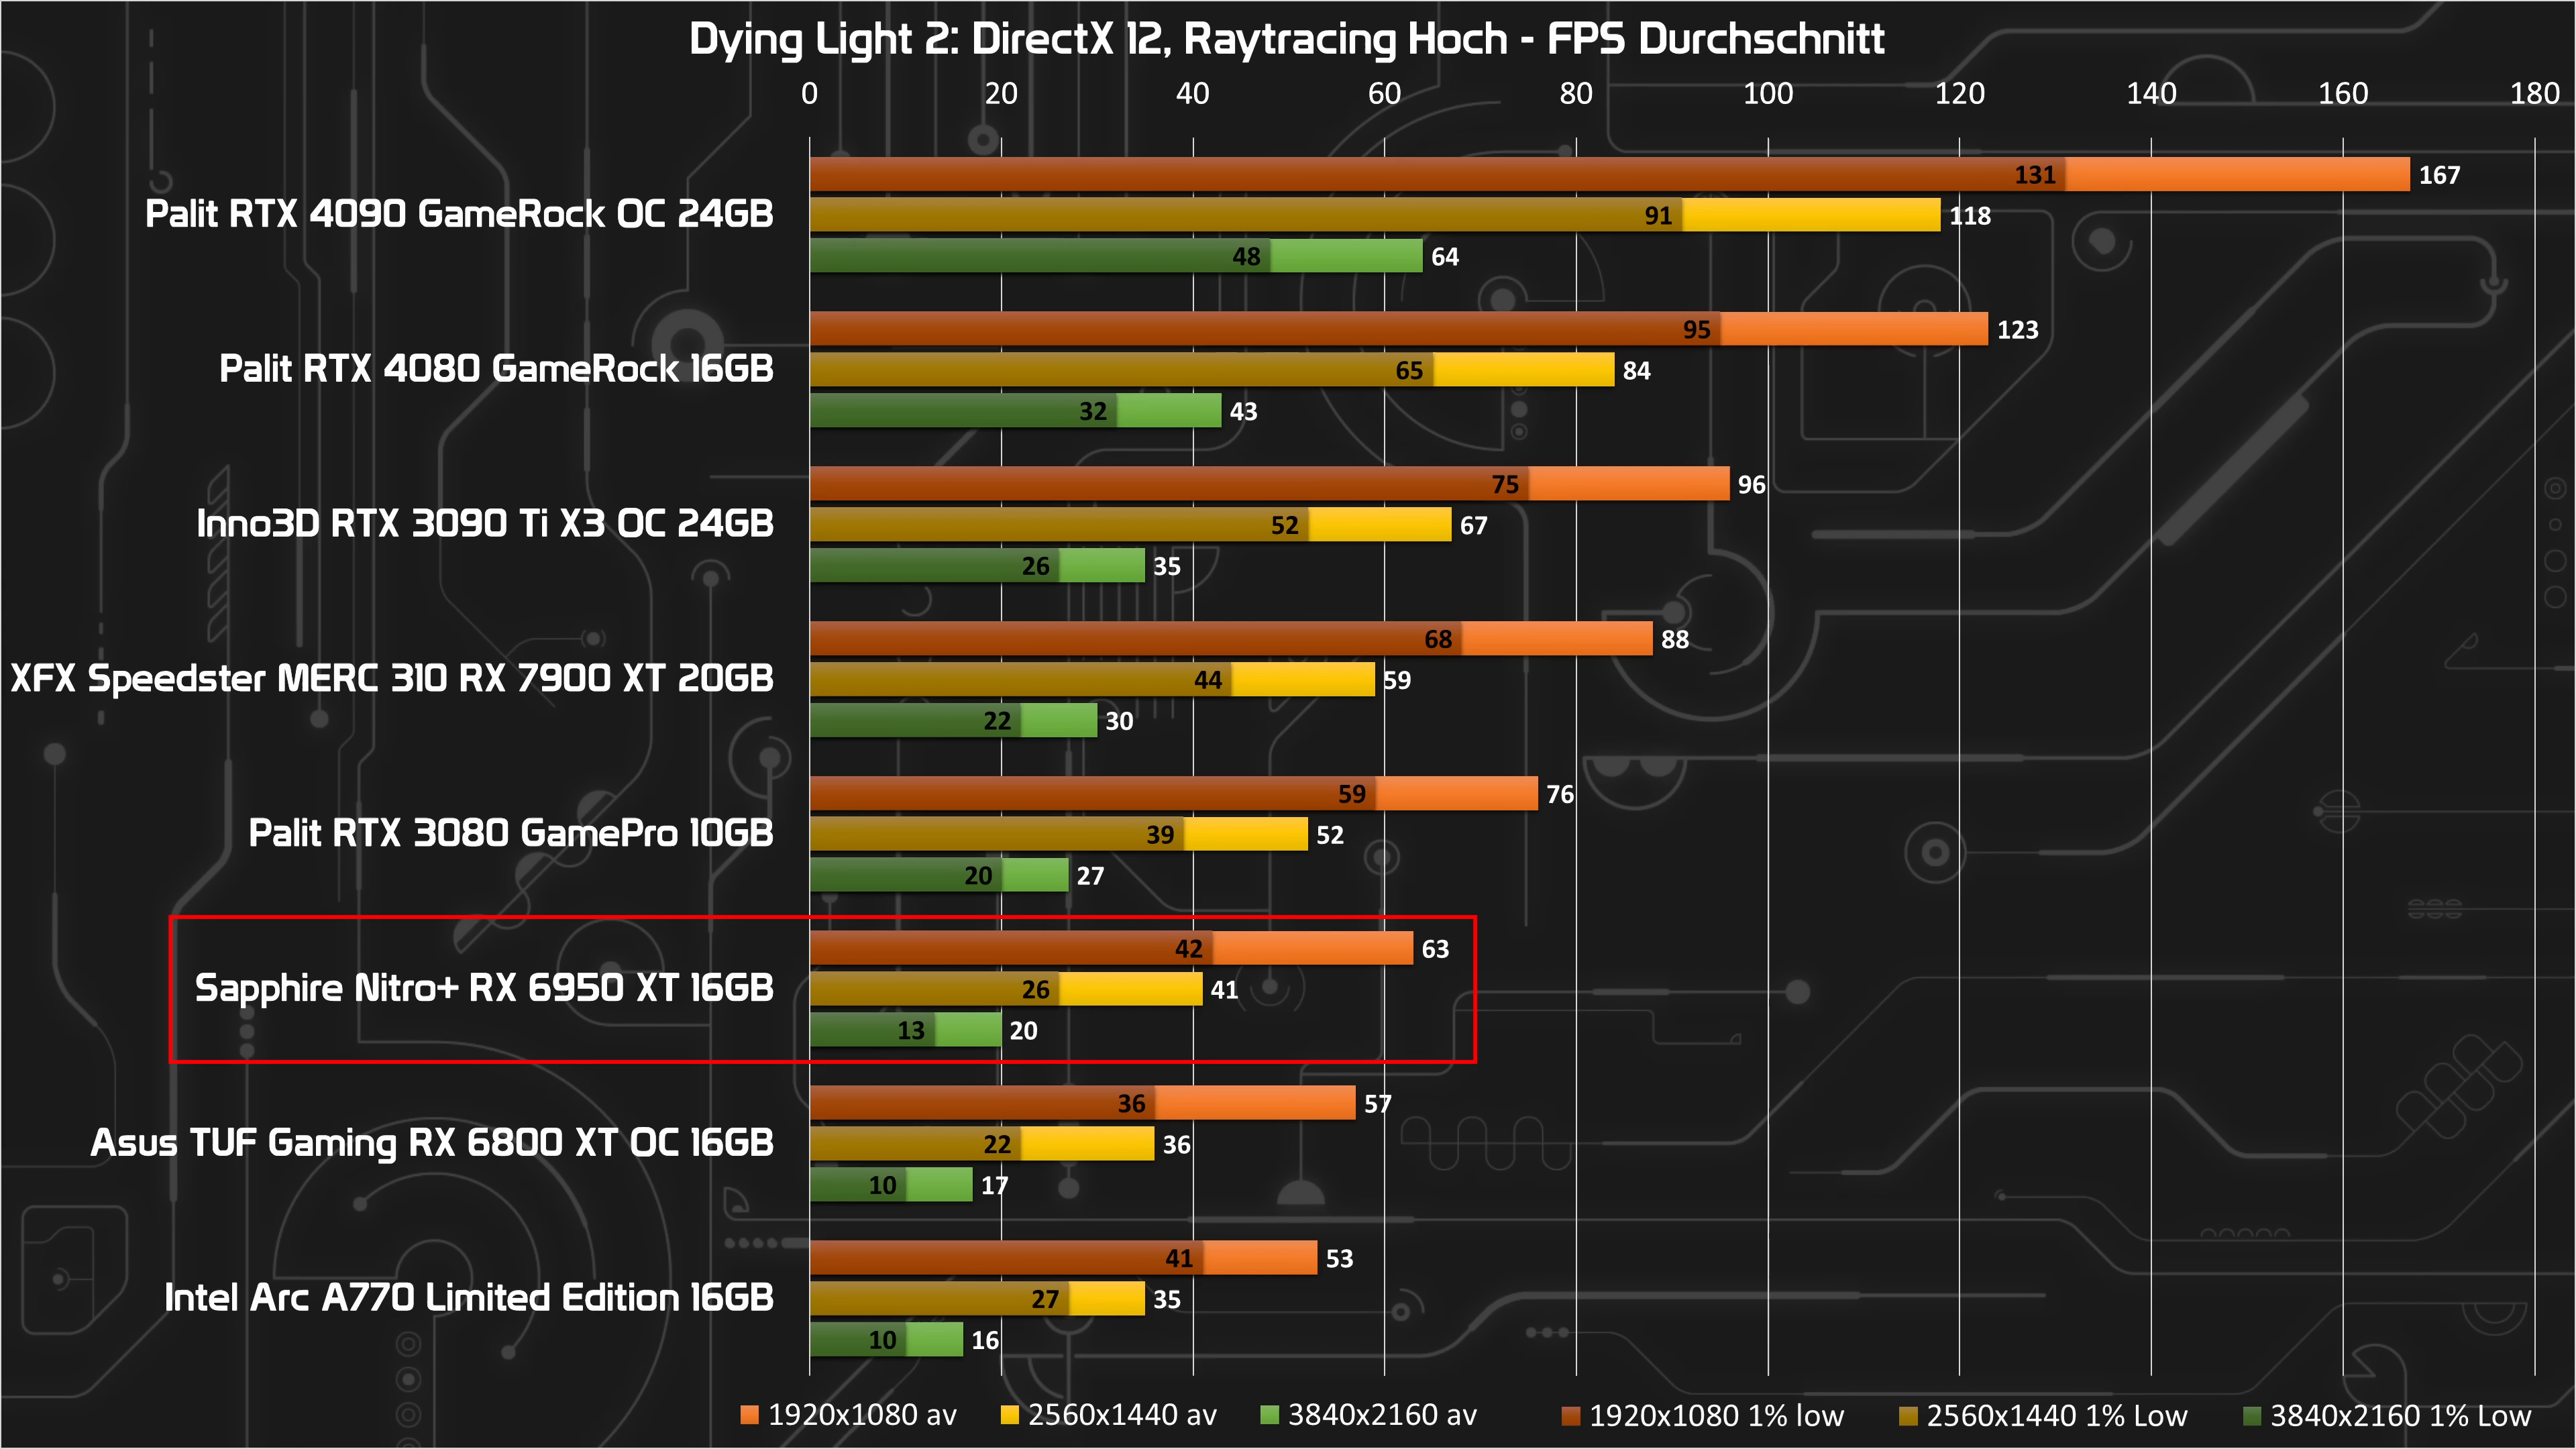 Dying Light 2: DirectX 12, Raytracing Hoch - FPS Durchschnitt
0 20 40 60 80 100 120 140 160 180
131 167
Palit RTX 4090 GameRock OC 24GB 91 118
48 64
95 123
Palit RTX 4080 GameRock 16GB 65 84
32 43
75 96
Inno3D RTX 3090 Ti X3 OC 24GB 52 67
26 35
68 88
XFX Speedster MERC 310 RX 7900 XT 20GB 44 59
22 30
59 76
Palit RTX 3080 GamePro 10GB 39 52
20 27
42 63
Sapphire Nitro+ RX 6950 XT 16GB 26 41
13 20
36 57
Asus TUF Gaming RX 6800 XT OC 16GB 22 36
10 17
41 53
Intel Arc A770 Limited Edition 16GB 27 35
10 16
1920x1080 av 2560x1440 av 3840x2160 av 1920x1080 1% low 2560x1440 1% Low 3840x2160 1% Low